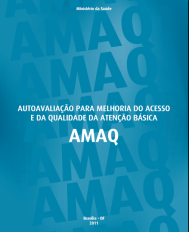 Ministério da Saúde
AUTOAVALIAÇÃO PARA MELHORIA DO ACESSO
E DA QUALIDADE DA ATENÇÃO BÁSICA
AMAQ
Brasília - DF
2011